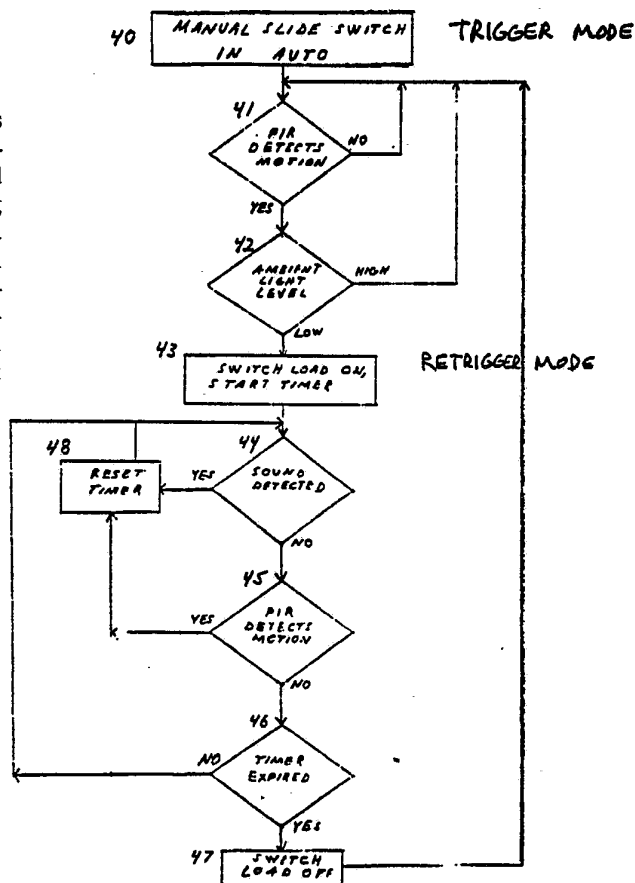 40
MANUAL SLIDE SWITCH
IN AUTO
TRIGGER MODE
41
PIR
DETECTS
MOTION
NO
YES
42
AMBIENT
LIGHT
LEVEL
HIGH
LOW
43
SWITCH LOAD ON,
START TIMER
RETRIGGER MODE
44
SOUND
DETECTED
YES
48
RESET
TIMER
NO
45
PIR
DETECTS
MOTION
YES
NO
46
TIMER
EXPIRED
NO
YES
47
SWITCH
LOAD OFF